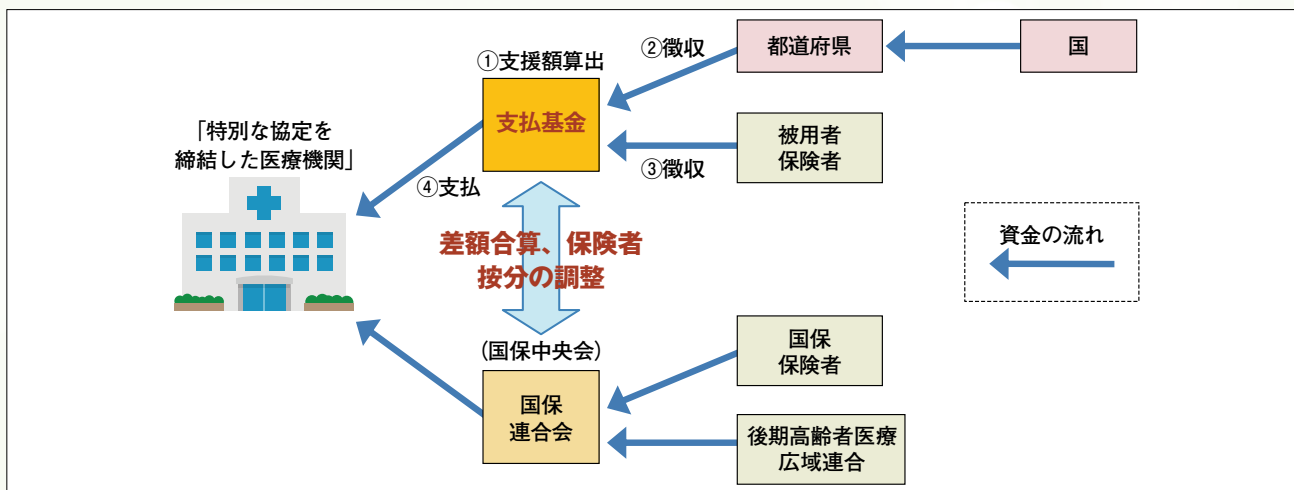 ①支援額算出
②徴収
都道府県
国
「特別な協定を
締結した医療機関」
支払基金
被用者
保険者
③徴収
④支払
差額合算、保険者
按分の調整
資金の流れ
(国保中央会)
国保
保険者
国保
連合会
後期高齢者医療
広域連合